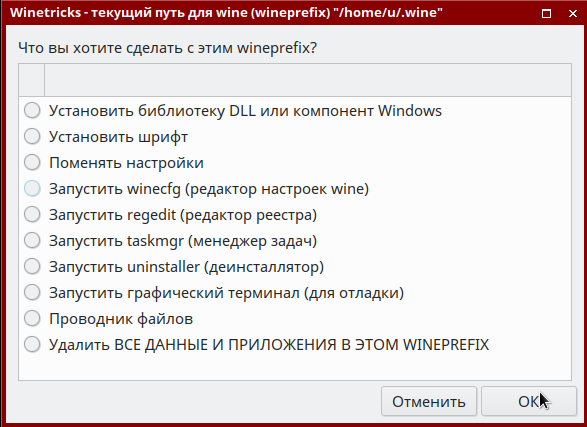 Winetricks - текущий путь для wine (wineprefix) "/home/u/.wine"
Что вы хотите сделать с этим wineprefix?
Установить библиотеку DLL или компонент Windows
Установить шрифт
Поменять настройки
Запустить winecfg (редактор настроек wine)
Запустить regedit (редактор реестра)
Запустить taskmgr (менеджер задач)
Запустить uninstaller (деинсталлятор)
Запустить графический терминал (для отладки)
Проводник файлов
Удалить ВСЕ ДАННЫЕ И ПРИЛОЖЕНИЯ В ЭТОМ WINEPREFIX
Отменить
OK